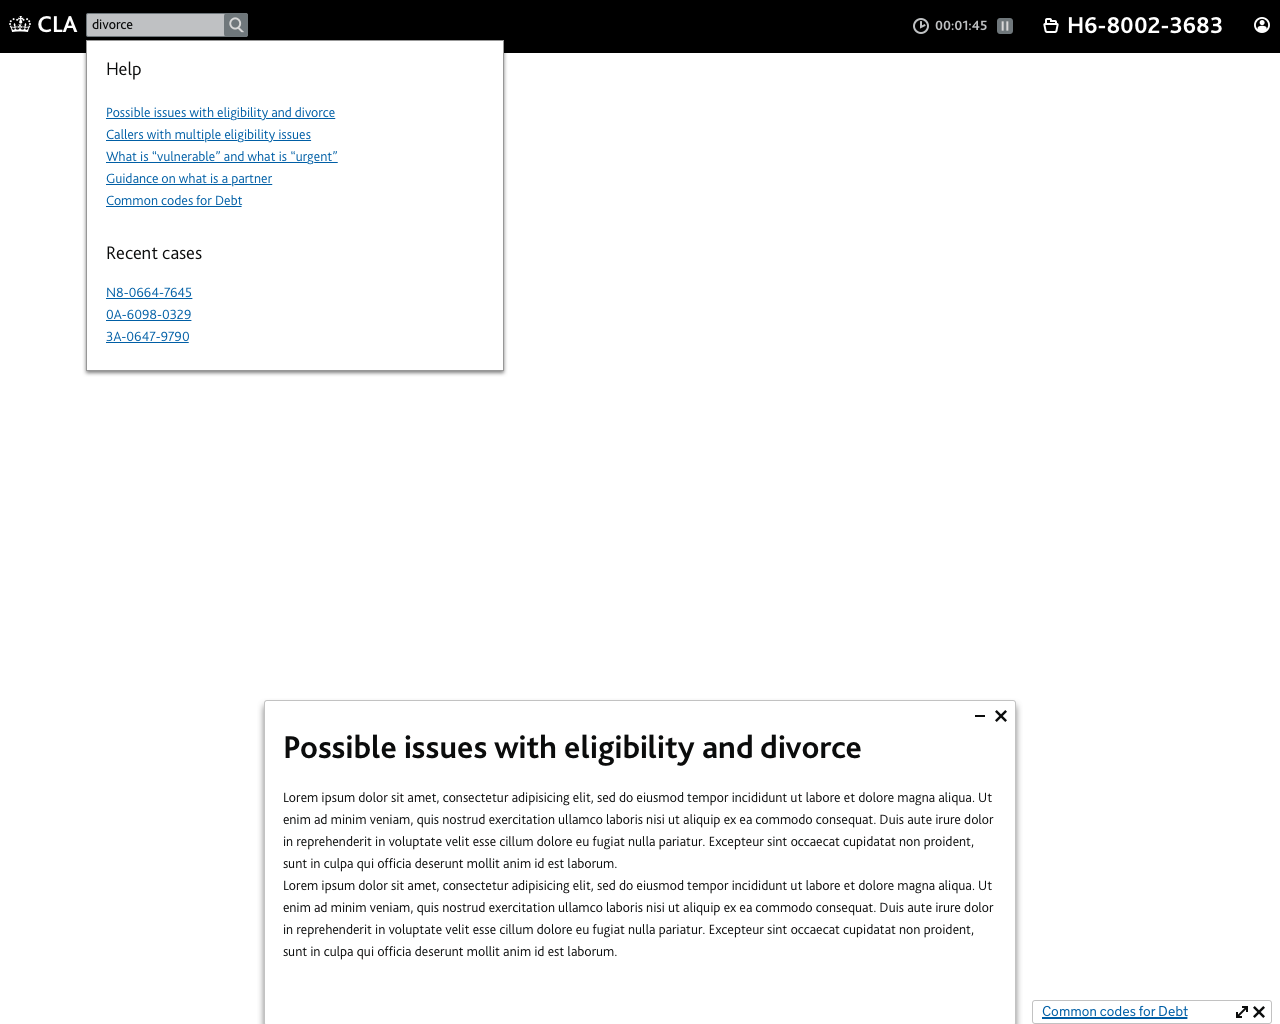 CLA
divorce
00:01:45
H6-8002-3683
Help
Possible issues with eligibility and divorce
Callers with multiple eligibility issues
What is “vulnerable” and what is “urgent”
Guidance on what is a partner
Common codes for Debt
Recent cases
N8-0664-7645
0A-6098-0329
3A-0647-9790
Possible issues with eligibility and divorce
Lorem ipsum dolor sit amet, consectetur adipisicing elit, sed do eiusmod tempor incididunt ut labore et dolore magna aliqua. Ut
enim ad minim veniam, quis nostrud exercitation ullamco laboris nisi ut aliquip ex ea commodo consequat. Duis aute irure dolor
in reprehenderit in voluptate velit esse cillum dolore eu fugiat nulla pariatur. Excepteur sint occaecat cupidatat non proident,
sunt in culpa qui officia deserunt mollit anim id est laborum.
Lorem ipsum dolor sit amet, consectetur adipisicing elit, sed do eiusmod tempor incididunt ut labore et dolore magna aliqua. Ut
enim ad minim veniam, quis nostrud exercitation ullamco laboris nisi ut aliquip ex ea commodo consequat. Duis aute irure dolor
in reprehenderit in voluptate velit esse cillum dolore eu fugiat nulla pariatur. Excepteur sint occaecat cupidatat non proident,
sunt in culpa qui officia deserunt mollit anim id est laborum.
Common codes for Debt